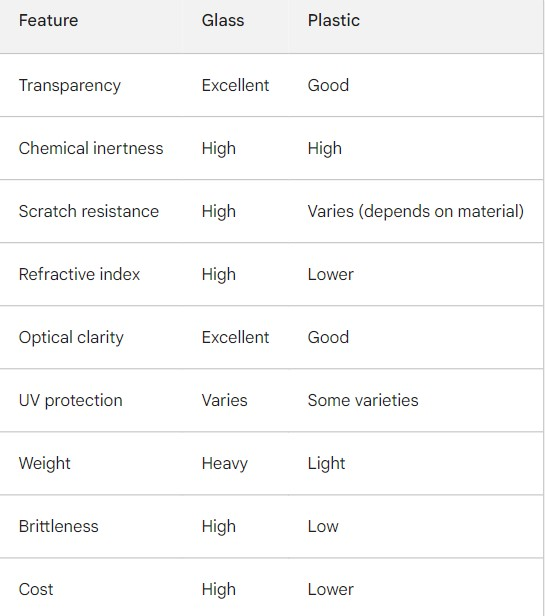 Feature Glass Plastic
Transparency Excellent Good
Chemical inertness High High
Scratch resistance High Varies (depends on material)
Refractive index High Lower
Optical clarity Excellent Good
UV protection Varies Some varieties
Weight Heavy Light
Brittleness High Low
Cost High Lower